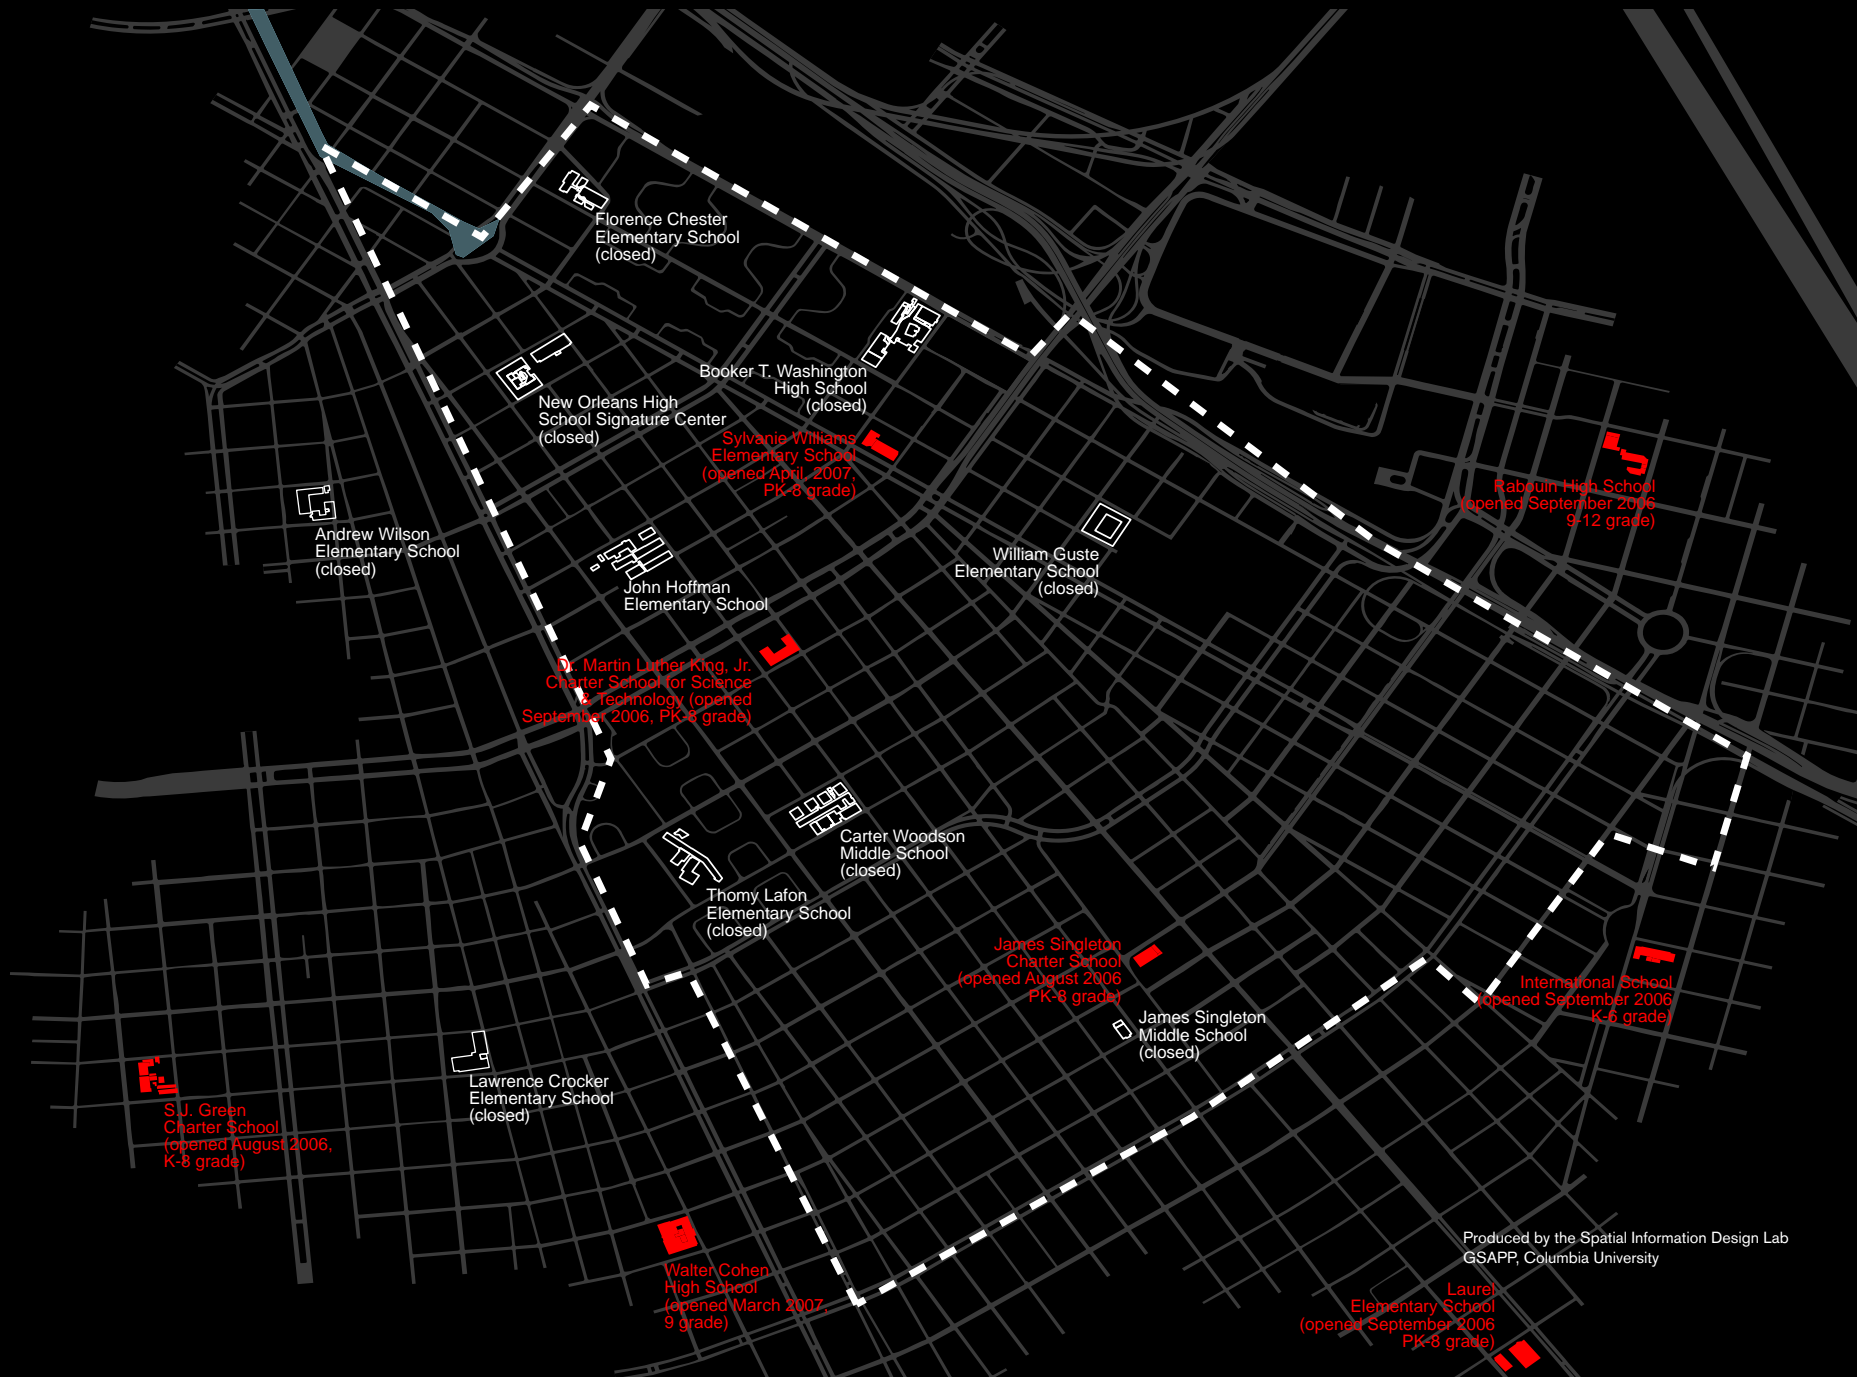 Florence Chester
Elementary School
(closed)
Booker T. Washington
High School
(closed)
New Orleans High
School Signature Center
(closed)
Sylvanie Williams
Elementary School
(opened April, 2007,
PK-8 grade)
Rabouin High School
(opened September 2006
9-12 grade)
Andrew Wilson
Elementary School
(closed)
William Guste
Elementary School
(closed)
John Hoffman
Elementary School
Dr. Martin Luther King, Jr.
Charter School for Science
& Technology (opened
September 2006, PK-8 grade)
Carter Woodson
Middle School
(closed)
Thomy Lafon
Elementary School
(closed)
James Singleton
Charter School
(opened August 2006
PK-8 grade)
International School
(opened September 2006
K-6 grade)
James Singleton
Middle School
(closed)
Lawrence Crocker
Elementary School
(closed)
S.J. Green
Charter School
(opened August 2006,
K-8 grade)
Walter Cohen
High School
(opened March 2007,
9 grade)
Produced by the Spatial Information Design Lab
GSAPP, Columbia University
Laurel
Elementary School
(opened September 2006
PK-8 grade)